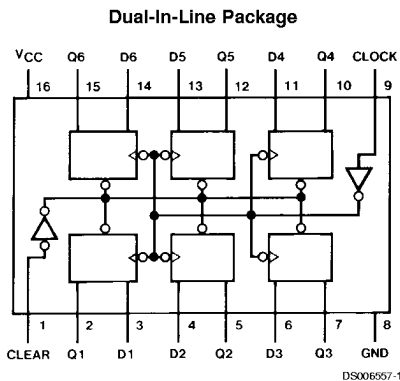 Dual-In-Line Package
VCC Q6 D6 D5 Q5 D4 Q4 CLOCK
16 15 14 13 12 11 10 9
1 2 3 4 5 6 7 8
CLEAR Q1 D1 D2 Q2 D3 Q3 GND
DS006557-1